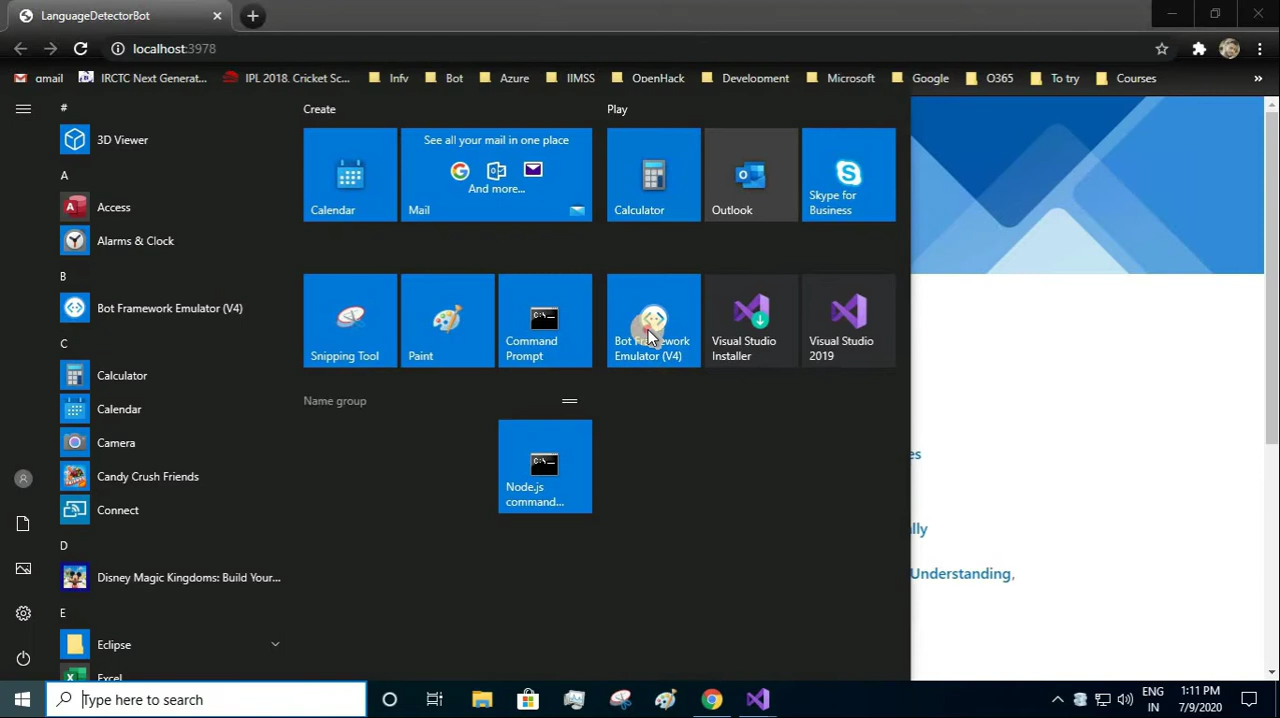 LanguageDetectorBot
localhost:3978
gmail
IRCTC Next Generat...
IPL 2018. Cricket Sc...
Infy
Bot
Azure
IIMSS
OpenHack
Development
Microsoft
Google
O365
To try
Courses
#
3D Viewer
A
Access
Alarms & Clock
B
Bot Framework Emulator (V4)
C
Calculator
Calendar
Camera
Candy Crush Friends
Connect
D
Disney Magic Kingdoms: Build Your...
E
Eclipse
Excel
Create
Calendar
See all your mail in one place
And more...
Mail
Snipping Tool
Paint
Command
Prompt
Name group
Node.js
command...
Play
Calculator
Outlook
Skype for
Business
Bot Framework
Emulator (V4)
Visual Studio
Installer
Visual Studio
2019
es
ally
Understanding,
Type here to search
ENG
IN
1:11 PM
7/9/2020